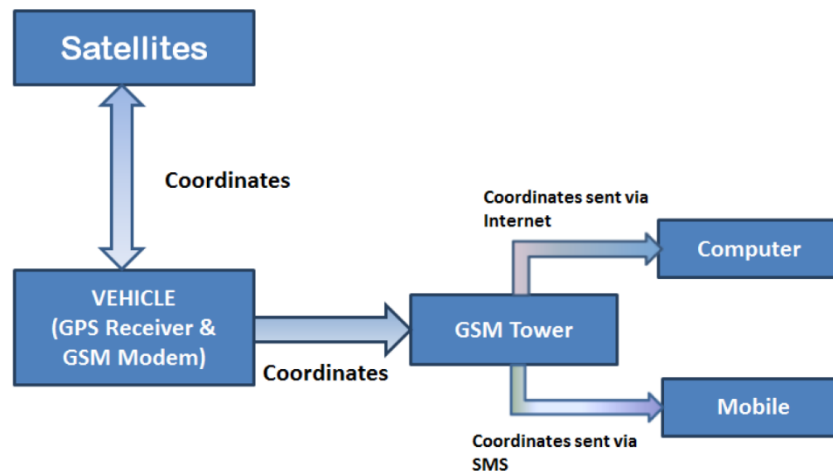 Satellites
Coordinates
VEHICLE
(GPS Receiver &
GSM Modem)
Coordinates
GSM Tower
Coordinates sent via
Internet
Computer
Mobile
Coordinates sent via
SMS